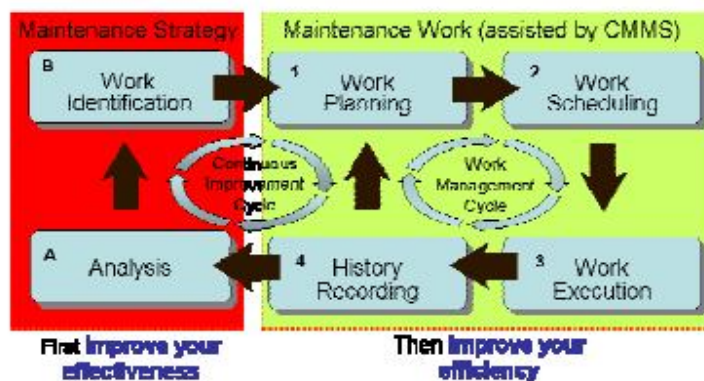 Maintenance Strategy
Maintenance Work (assisted by CMMS)
B
Work
Identification
1
Work
Planning
2
Work
Scheduling
Continuous
Improvement
Cycle
Work
Management
Cycle
A
Analysis
4
History
Recording
3
Work
Execution
First improve your
effectiveness
Then improve your
efficiency